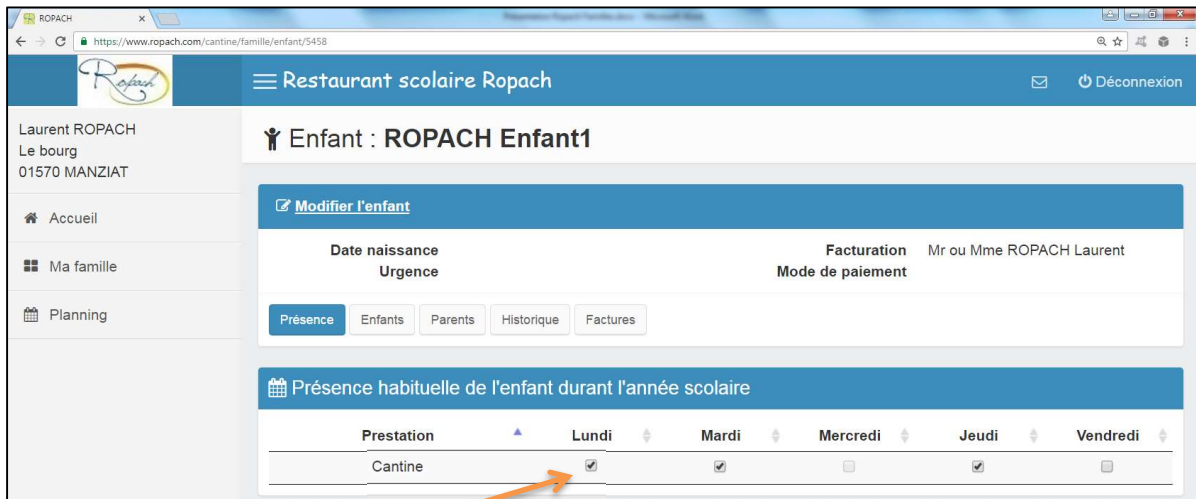 ROPACH
https://www.ropach.com/cantine/famille/enfant/5458
Ropach
Restaurant scolaire Ropach
Déconnexion
Laurent ROPACH
Le bourg
01570 MANZIAT
Accueil
Ma famille
Planning
Enfant : ROPACH Enfant1
Modifier l'enfant
Date naissance
Facturation Mr ou Mme ROPACH Laurent
Urgence
Mode de paiement
Présence Enfants Parents Historique Factures
Présence habituelle de l'enfant durant l'année scolaire
Prestation Lundi Mardi Mercredi Jeudi Vendredi
Cantine